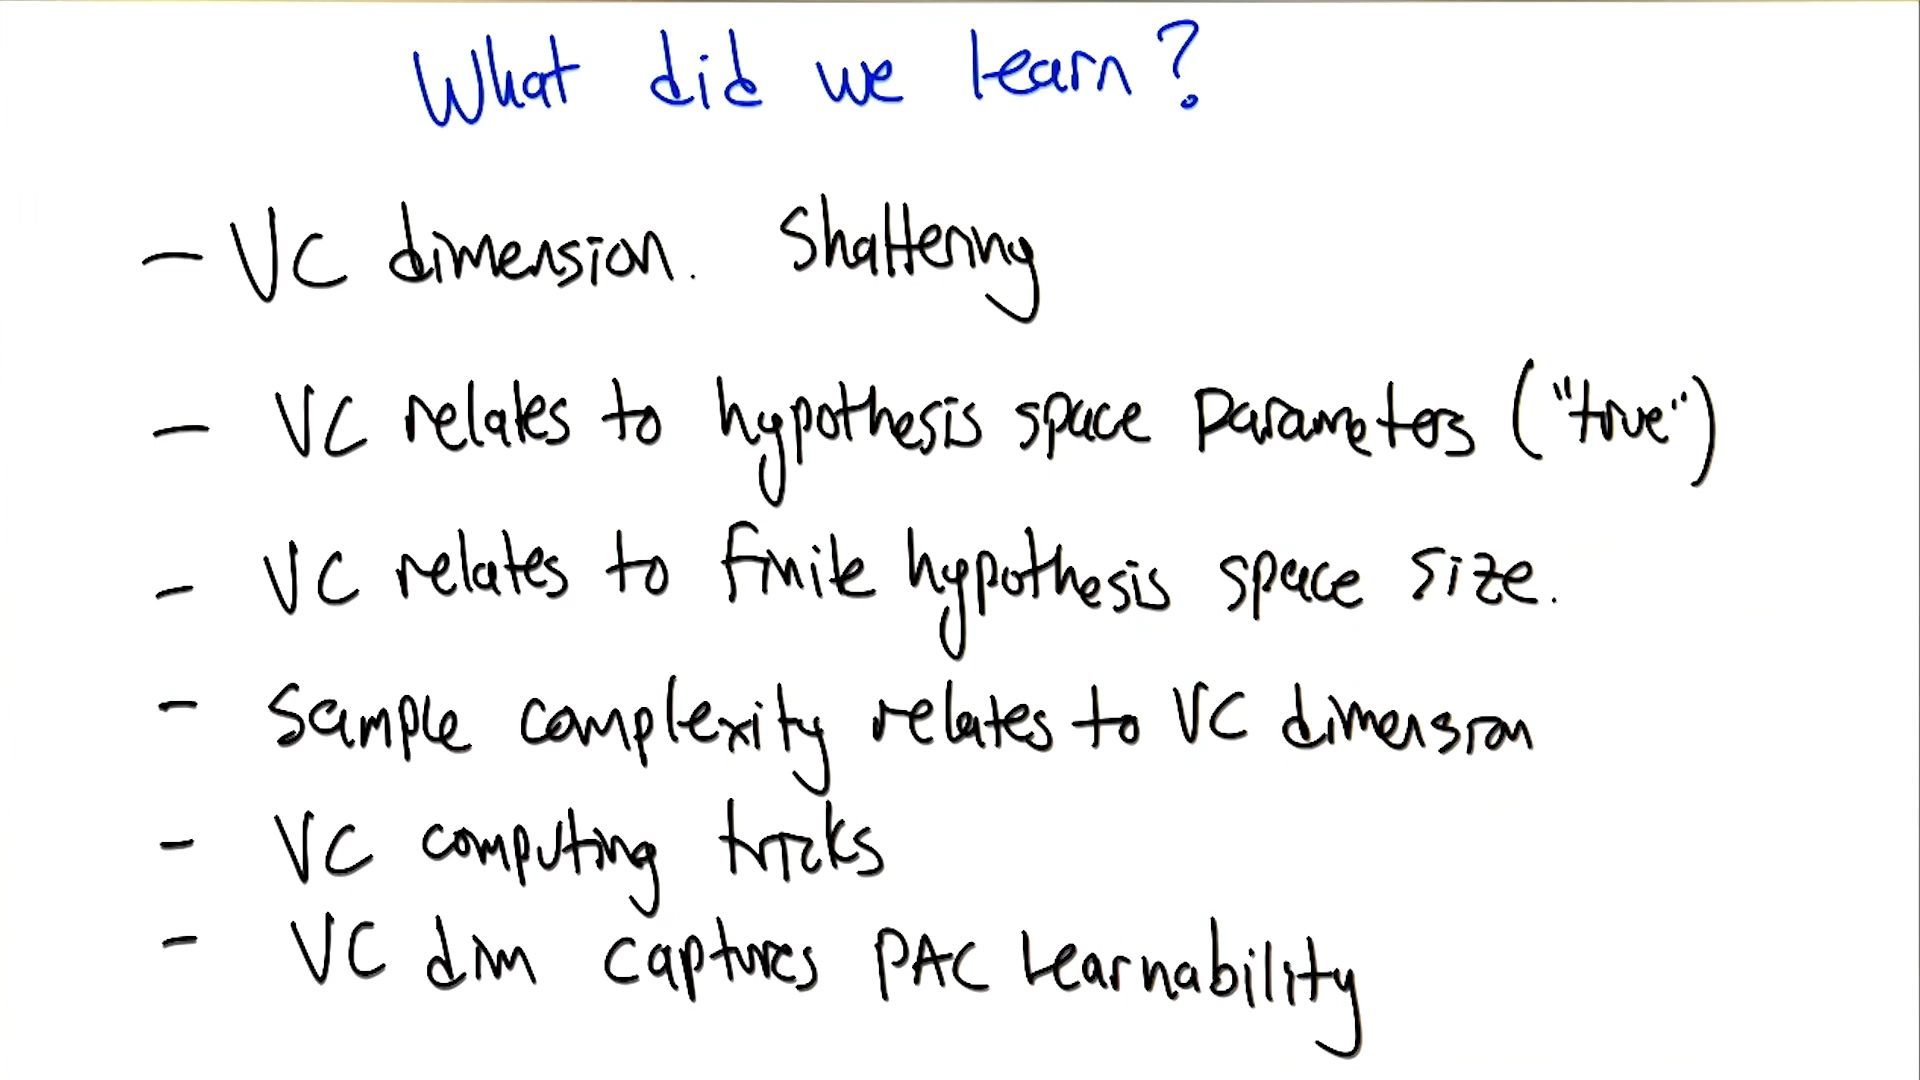 What did we learn?
- VC dimension. Shattering
- VC relates to hypothesis space parameters ("true")
- VC relates to finite hypothesis space size.
- Sample complexity relates to VC dimension
- VC computing tricks
- VC dim captures PAC Learnability